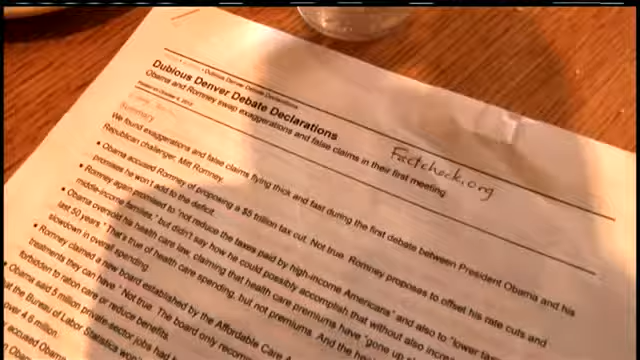 Dubious Denver Debate Declarations
Dubious Denver Debate Declarations
Obama and Romney swap exaggerations and false claims in their first meeting
Posted on October 4, 2012
Factcheck.org
Summary
We found exaggerations and false claims flying thick and fast during the first debate between President Obama and his
Republican challenger, Mitt Romney.
• Obama accused Romney of proposing a $5 trillion tax cut. Not true. Romney proposes to offset his rate cuts and
promises he won't add to the deficit.
• Romney again promised to "not reduce the taxes paid by high-income Americans" and also to "lower
middle-income families," but didn't say how he could possibly accomplish that without also
• Obama oversold his health care law, claiming that health care premiums have "gone up
last 50 years." That's true of health care spending, but not premiums. And the
slowdown in overall spending.
• Romney claimed a new board established by the Affordable Care
treatments they can have." Not true. The board only
forbidden to ration care or reduce benefits.
Obama said 5 million private-sector jobs had
the Bureau of Labor Statistics
over 4.6 million.
accused Obama